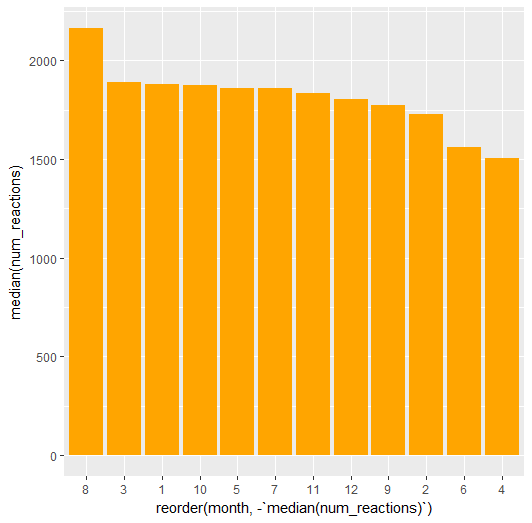 median(num_reactions)
2000
1500
1000
500
0
8 3 1 10 5 7 11 12 9 2 6 4
reorder(month, -`median(num_reactions)`)